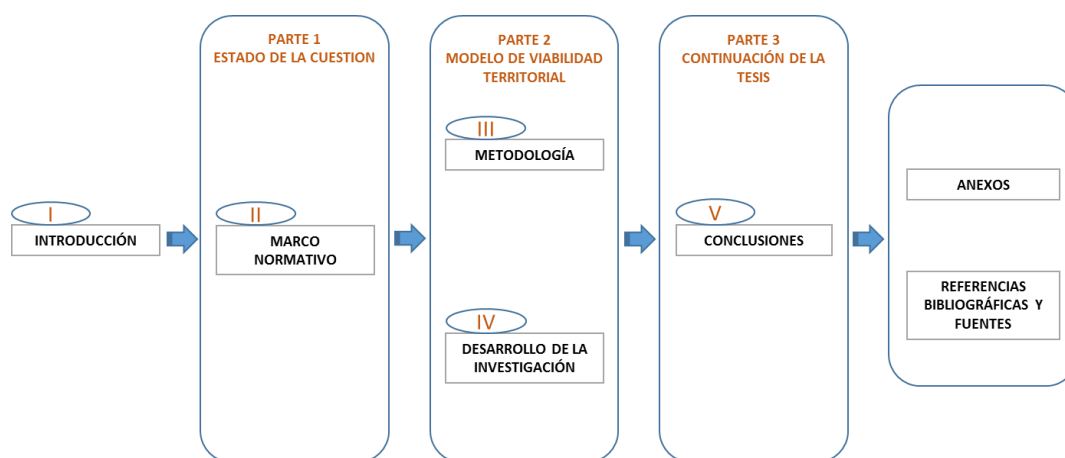 I
INTRODUCCIÓN
PARTE 1
ESTADO DE LA CUESTION
II
MARCO
NORMATIVO
PARTE 2
MODELO DE VIABILIDAD
TERRITORIAL
III
METODOLOGÍA
IV
DESARROLLO DE LA
INVESTIGACIÓN
PARTE 3
CONTINUACIÓN DE LA
TESIS
V
CONCLUSIONES
ANEXOS
REFERENCIAS
BIBLIOGRÁFICAS Y
FUENTES